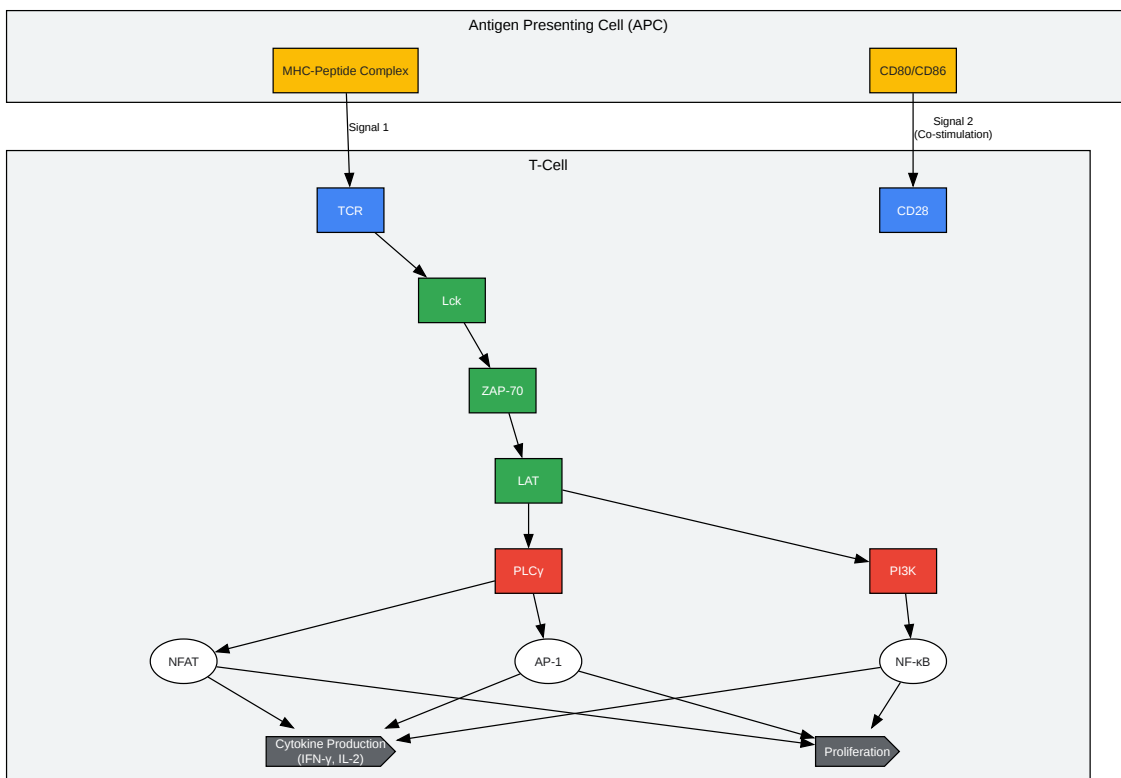 Antigen Presenting Cell (APC)
MHC-Peptide Complex
CD80/CD86
Signal 1
Signal 2
(Co-stimulation)
T-Cell
TCR
CD28
Lck
ZAP-70
LAT
PLCγ
PI3K
NFAT
AP-1
NF-κB
Cytokine Production
(IFN-γ, IL-2)
Proliferation